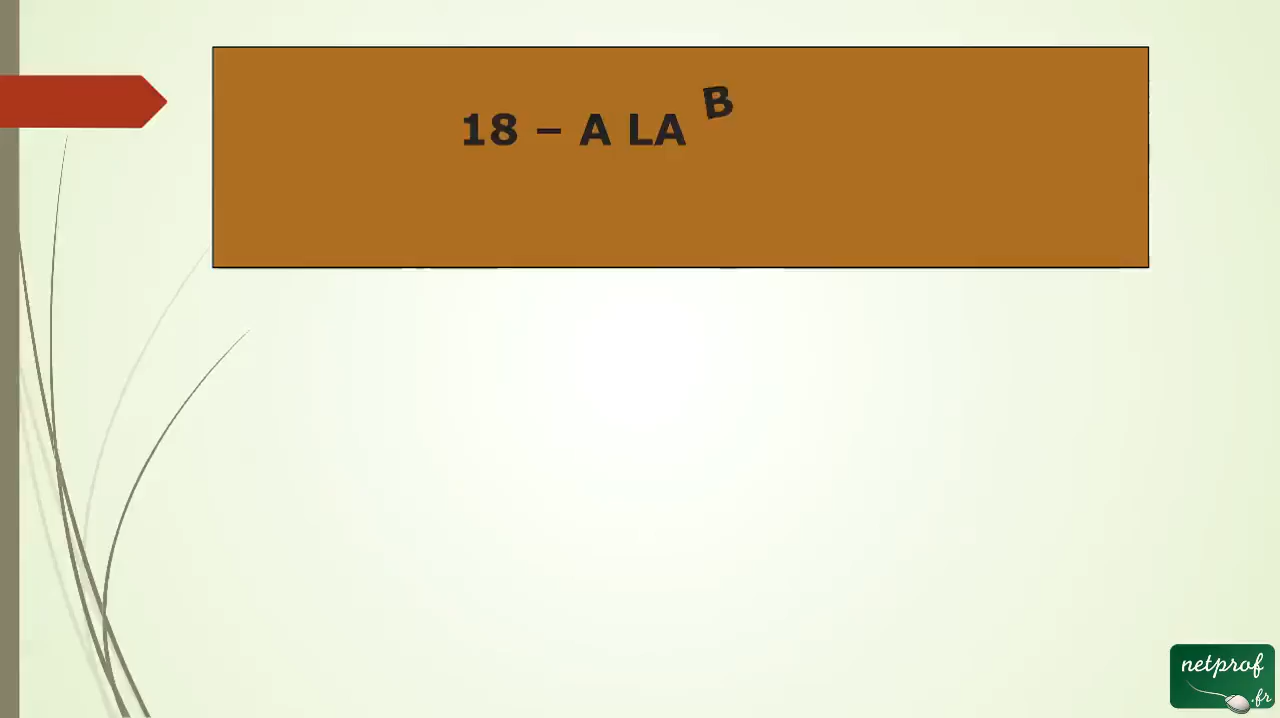 18 – A LA B
netprof
.fr